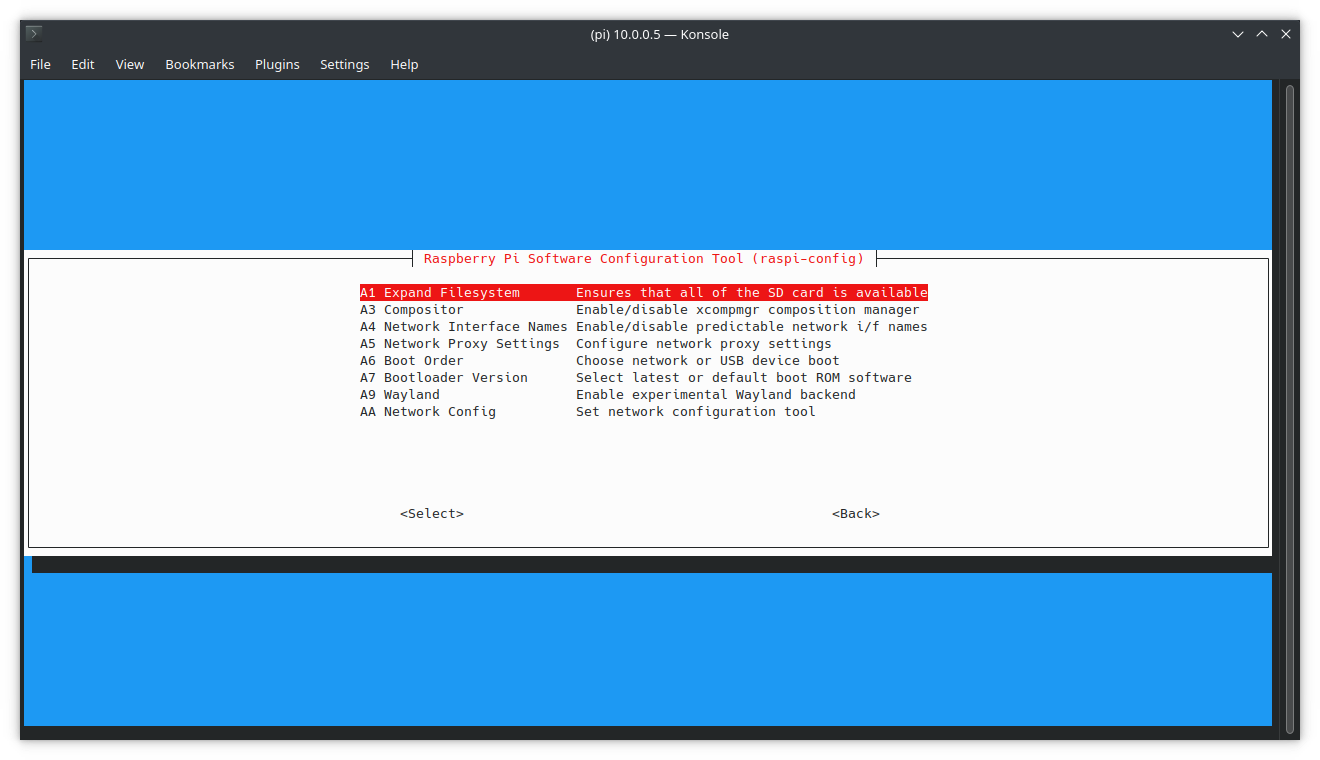 (pi) 10.0.0.5 — Konsole
File Edit View Bookmarks Plugins Settings Help
Raspberry Pi Software Configuration Tool (raspi-config)
A1 Expand Filesystem Ensures that all of the SD card is available
A3 Compositor Enable/disable xcompmgr composition manager
A4 Network Interface Names Enable/disable predictable network i/f names
A5 Network Proxy Settings Configure network proxy settings
A6 Boot Order Choose network or USB device boot
A7 Bootloader Version Select latest or default boot ROM software
A9 Wayland Enable experimental Wayland backend
AA Network Config Set network configuration tool
<Select> <Back>